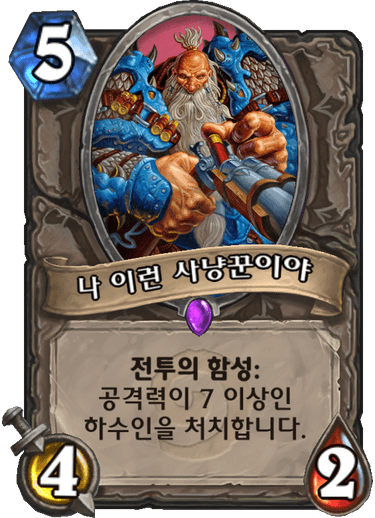 5
나 이런 사냥꾼이야
전투의 함성:
공격력이 7 이상인
하수인을 처치합니다.
4
2